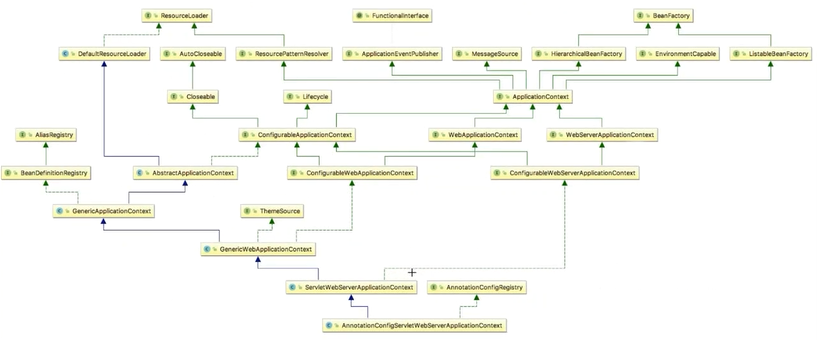 ResourceLoader
FunctionalInterface
BeanFactory
DefaultResourceLoader
AutoCloseable
ResourcePatternResolver
ApplicationEventPublisher
MessageSource
HierarchicalBeanFactory
EnvironmentCapable
ListableBeanFactory
Closeable
Lifecycle
ApplicationContext
AliasRegistry
ConfigurableApplicationContext
WebApplicationContext
WebServerApplicationContext
BeanDefinitionRegistry
AbstractApplicationContext
ConfigurableWebApplicationContext
ConfigurableWebServerApplicationContext
GenericApplicationContext
ThemeSource
GenericWebApplicationContext
ServletWebServerApplicationContext
AnnotationConfigRegistry
AnnotationConfigServletWebServerApplicationContext